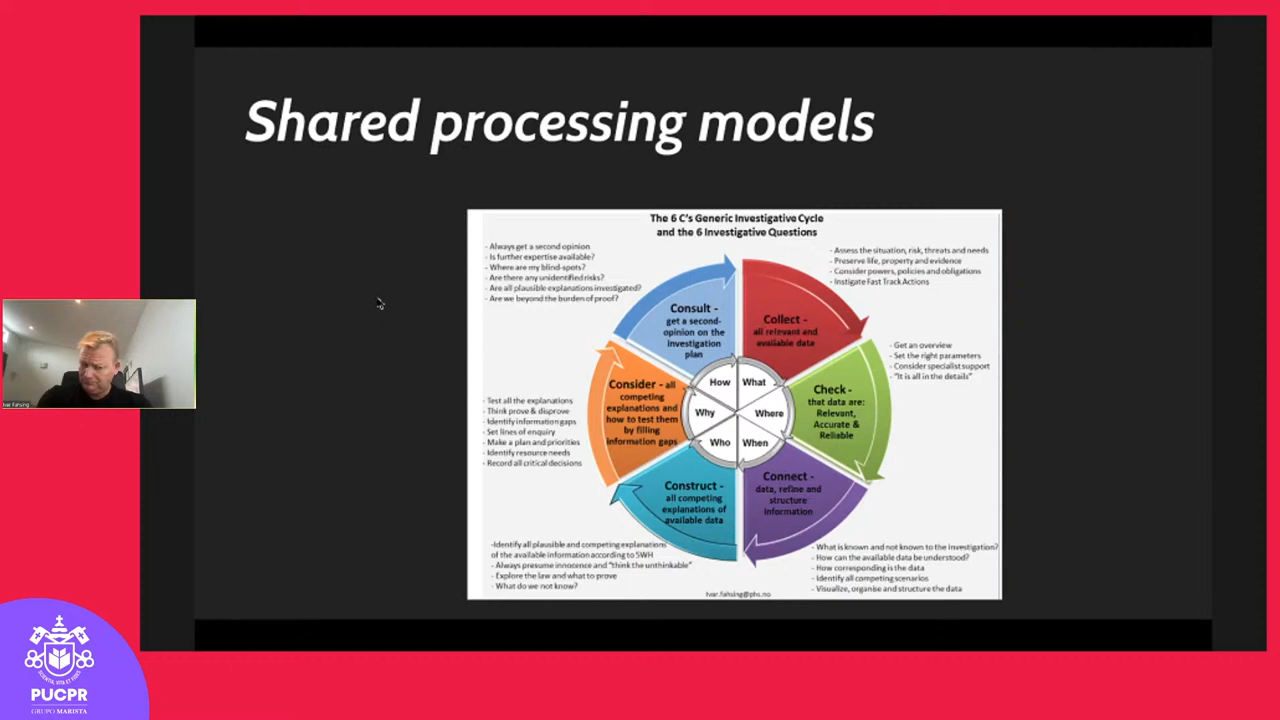 Shared processing models
The 6 C's Generic Investigative Cycle
and the 6 Investigative Questions
- Always get a second opinion
- Is further expertise available?
- Where are my blind-spots?
- Are there any unidentified risks?
- Are all plausible explanations investigated?
- Are we beyond the burden of proof?
- Assess the situation, risk, threats and needs
- Preserve life, property and evidence
- Consider powers, policies and obligations
- Instigate Fast Track Actions
Consult -
get a second-
opinion on the
investigation
plan
Collect -
all relevant and
available data
- Get an overview
- Set the right parameters
- Consider specialist support
- "It is all in the details"
Check -
that data are:
Relevant,
Accurate &
Reliable
Consider - all
competing
explanations and
how to test them
by filling
information gaps
How
What
Why
Where
Who
When
- Test all the explanations
- Think prove & disprove
- Identify information gaps
- Set lines of enquiry
- Make a plan and priorities
- Identify resource needs
- Record all critical decisions
Construct -
all competing
explanations of
available data
Connect -
data, refine and
structure
information
-Identify all plausible and competing explanations
of the available information according to 5WH
- Always presume innocence and "think the unthinkable"
- Explore the law and what to prove
- What do we not know?
- What is known and not known to the investigation?
- How can the available data be understood?
- How corresponding is the data
- Identify all competing scenarios
- Visualize, organise and structure the data
Ivar.fahsing@phs.no
Ivar Fahsing
PUCPR
GRUPO MARISTA